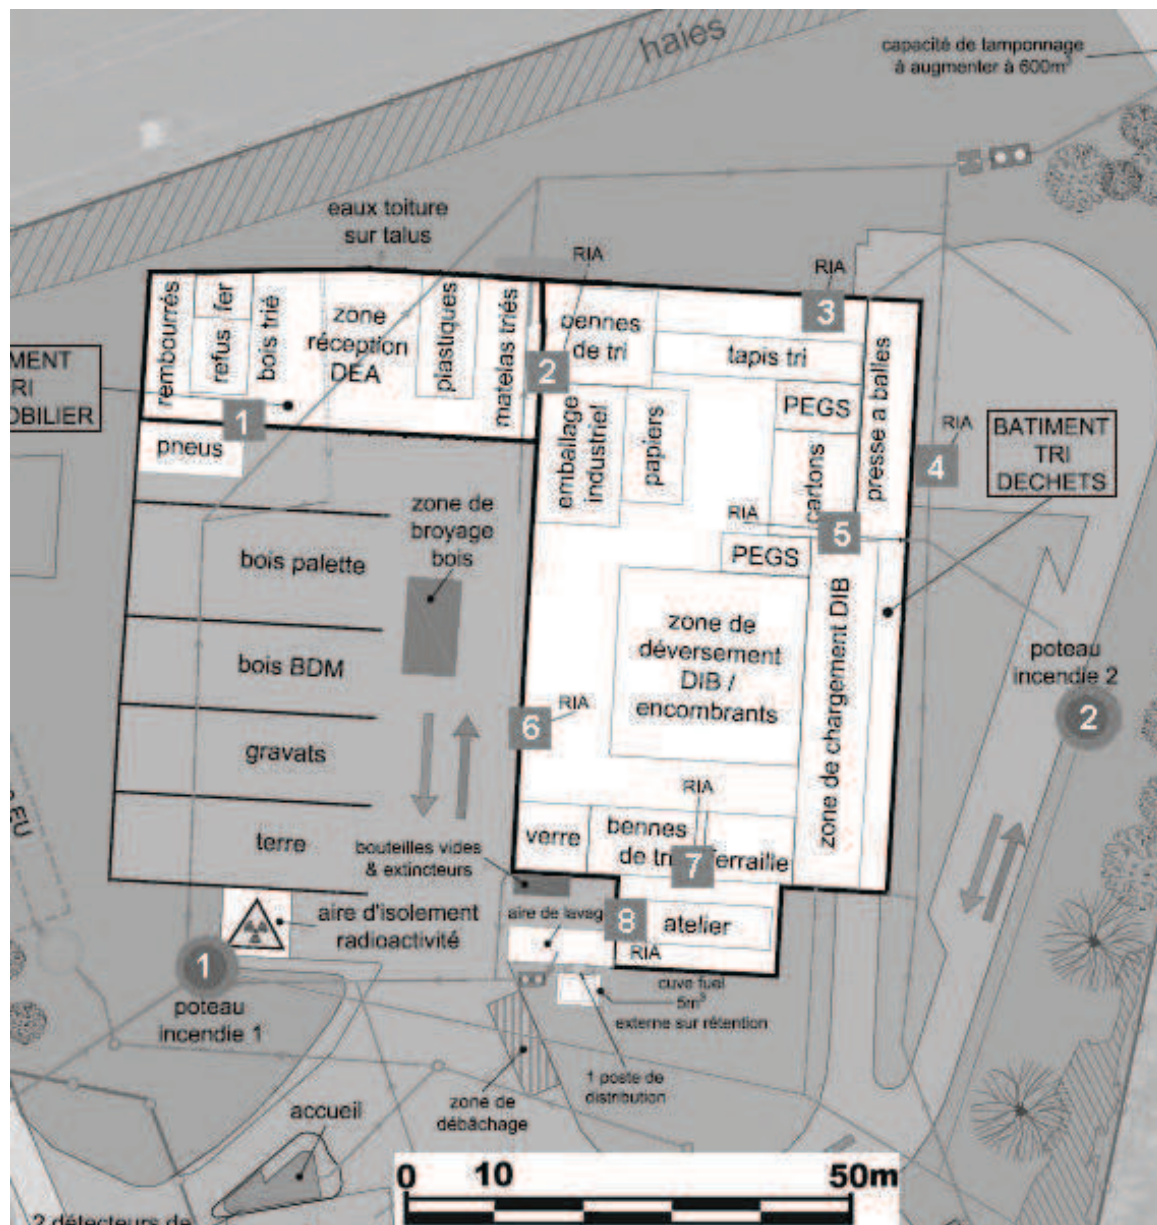 haies
capacité de tamponnage
à augmenter à 600m³
eaux toiture
sur talus
RIA
RIA
3
rembourrés
refus
fer
bois trié
zone
réception
DEA
plastiques
matelas triés
2
bennes
de tri
tapis tri
PEGS
presse a balles
1
OBILIER
pneus
emballage
industriel
papiers
cartons
RIA
4
BATIMENT
TRI
DECHETS
zone de
broyage
bois
RIA
5
PEGS
bois palette
zone de
déversement
DIB /
encombrants
zone de chargement DIB
poteau
incendie 2
2
bois BDM
6
RIA
gravats
RIA
terre
bouteilles vides
& extincteurs
verre
bennes
de tri
7
ferraille
EU
aire d'isolement
radioactivité
aire de lavage
8
atelier
RIA
1
poteau
incendie 1
cuve fuel
5m³
externe sur rétention
1 poste de
distribution
zone de
débâchage
accueil
0 10 50m
2 détecteurs de